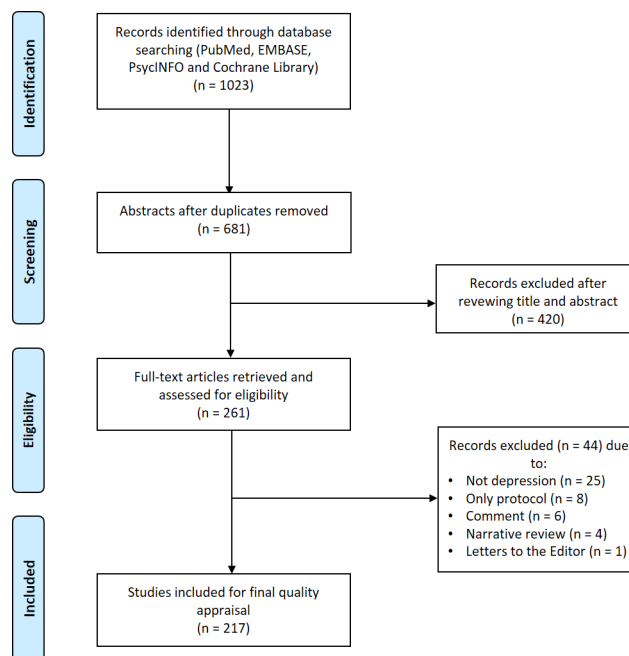 Identification
Records identified through database
searching (PubMed, EMBASE,
PsycINFO and Cochrane Library)
(n = 1023)
Screening
Abstracts after duplicates removed
(n = 681)
Records excluded after
revewing title and abstract
(n = 420)
Eligibility
Full-text articles retrieved and
assessed for eligibility
(n = 261)
Records excluded (n = 44) due
to:
• Not depression (n = 25)
• Only protocol (n = 8)
• Comment (n = 6)
• Narrative review (n = 4)
• Letters to the Editor (n = 1)
Included
Studies included for final quality
appraisal
(n = 217)